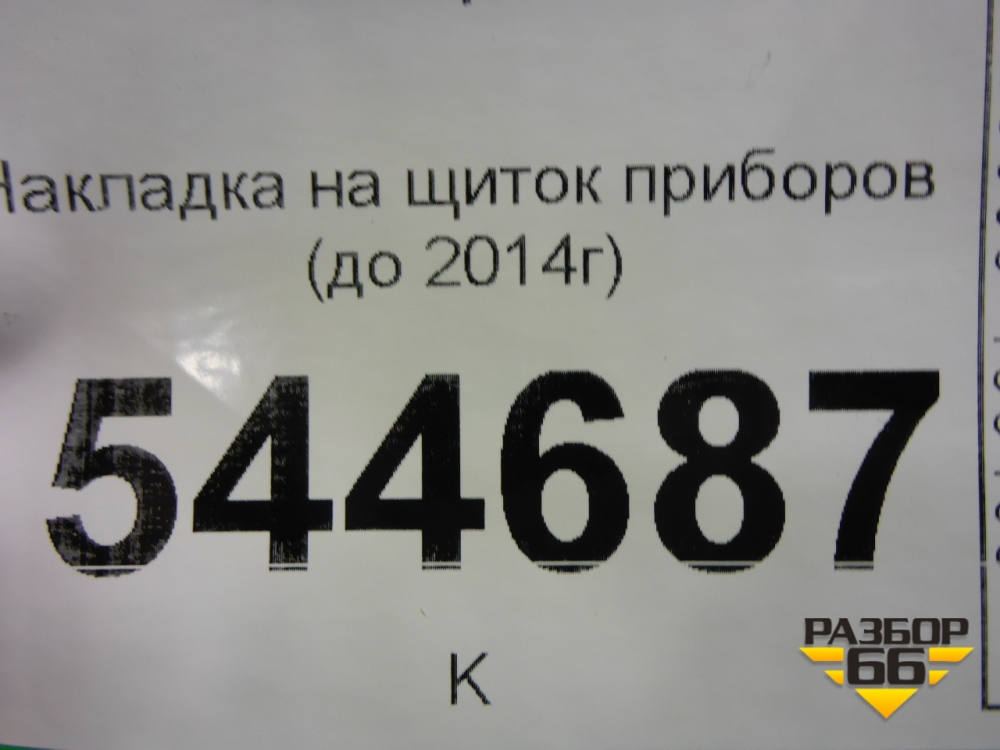 Накладка на щиток приборов
(до 2014г)
544687
К
РАЗБОР
66